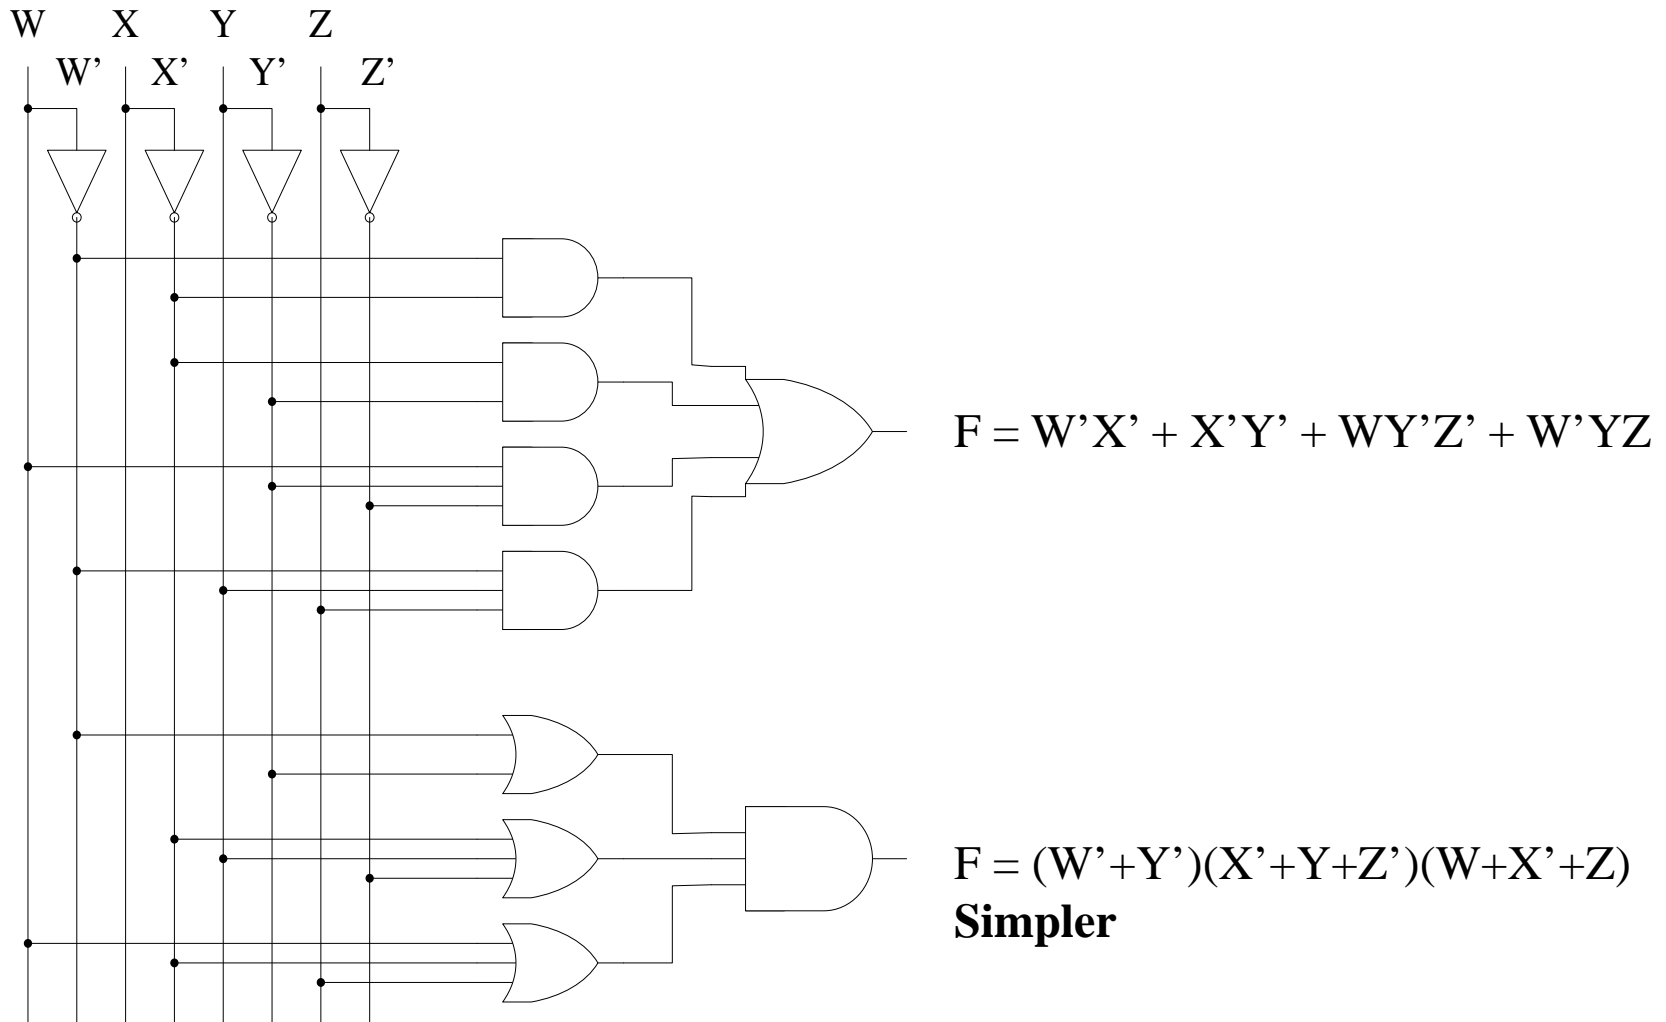 W X Y Z
W’ X’ Y’ Z’
F = W’X’ + X’Y’ + WY’Z’ + W’YZ
F = (W’+Y’)(X’+Y+Z’)(W+X’+Z)
Simpler